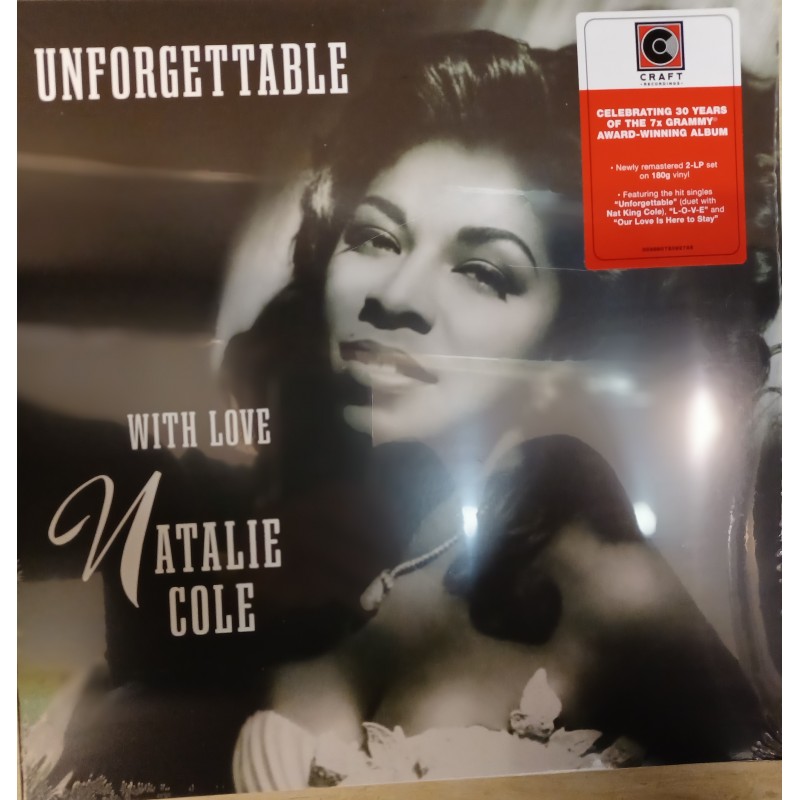 UNFORGETTABLE
CRAFT
RECORDINGS
CELEBRATING 30 YEARS
OF THE 7x GRAMMY®
AWARD-WINNING ALBUM
• Newly remastered 2-LP set
on 180g vinyl
• Featuring the hit singles
"Unforgettable" (duet with
Nat King Cole), "L-O-V-E" and
"Our Love Is Here to Stay"
WITH LOVE
NATALIE
COLE